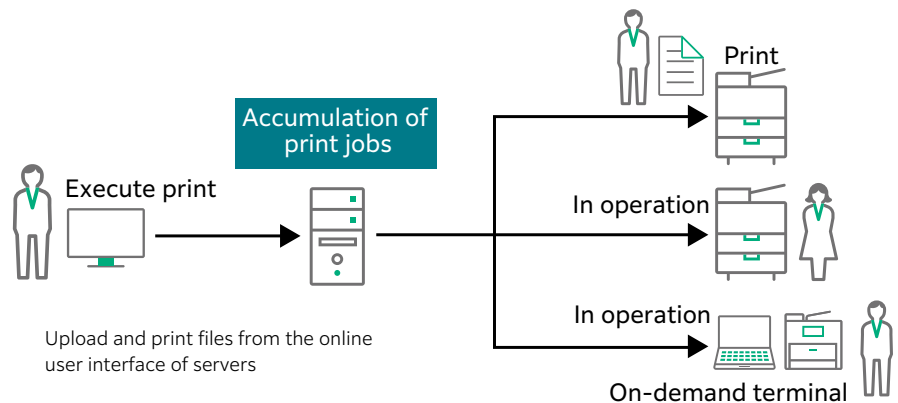 Print
Accumulation of
print jobs
Execute print
In operation
In operation
Upload and print files from the online
user interface of servers
On-demand terminal